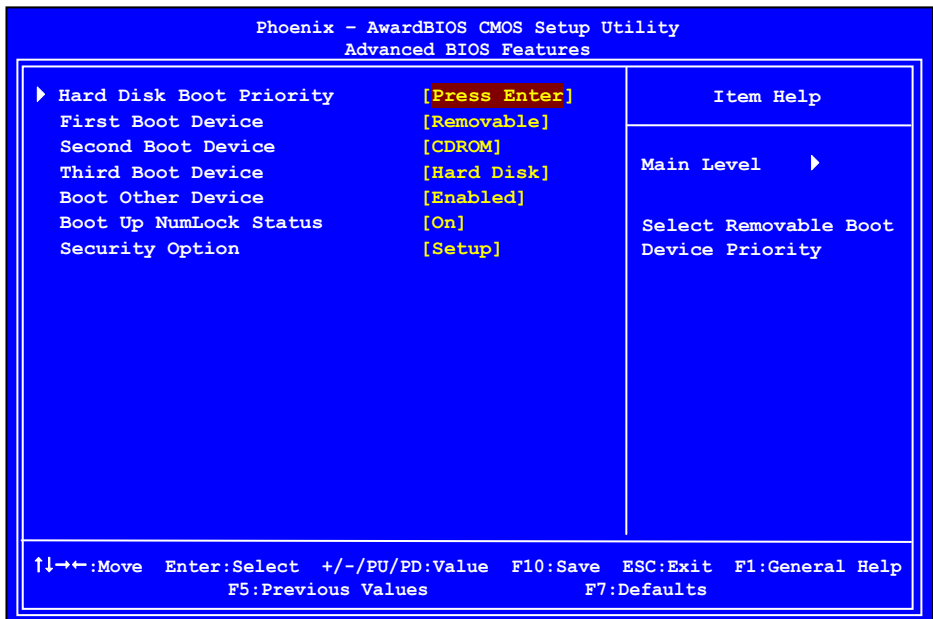 Phoenix – AwardBIOS CMOS Setup Utility
Advanced BIOS Features
Hard Disk Boot Priority [Press Enter]
First Boot Device [Removable]
Second Boot Device [CDROM]
Third Boot Device [Hard Disk]
Boot Other Device [Enabled]
Boot Up NumLock Status [On]
Security Option [Setup]
Item Help
Main Level
Select Removable Boot
Device Priority
↑↓→←:Move Enter:Select +/-/PU/PD:Value F10:Save ESC:Exit F1:General Help
F5:Previous Values F7:Defaults